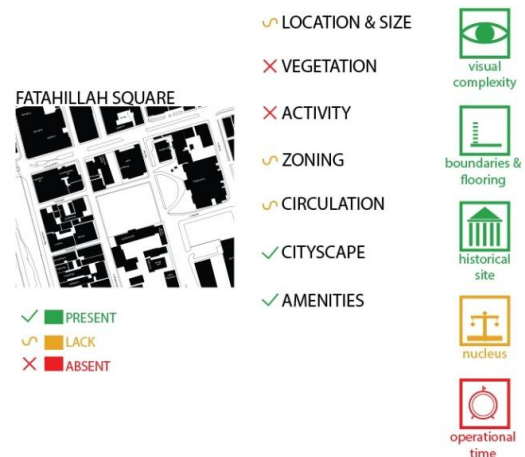 FATAHILLAH SQUARE
PRESENT
LACK
ABSENT
LOCATION & SIZE
VEGETATION
ACTIVITY
ZONING
CIRCULATION
CITYSCAPE
AMENITIES
visual
complexity
boundaries &
flooring
historical
site
nucleus
operational
time